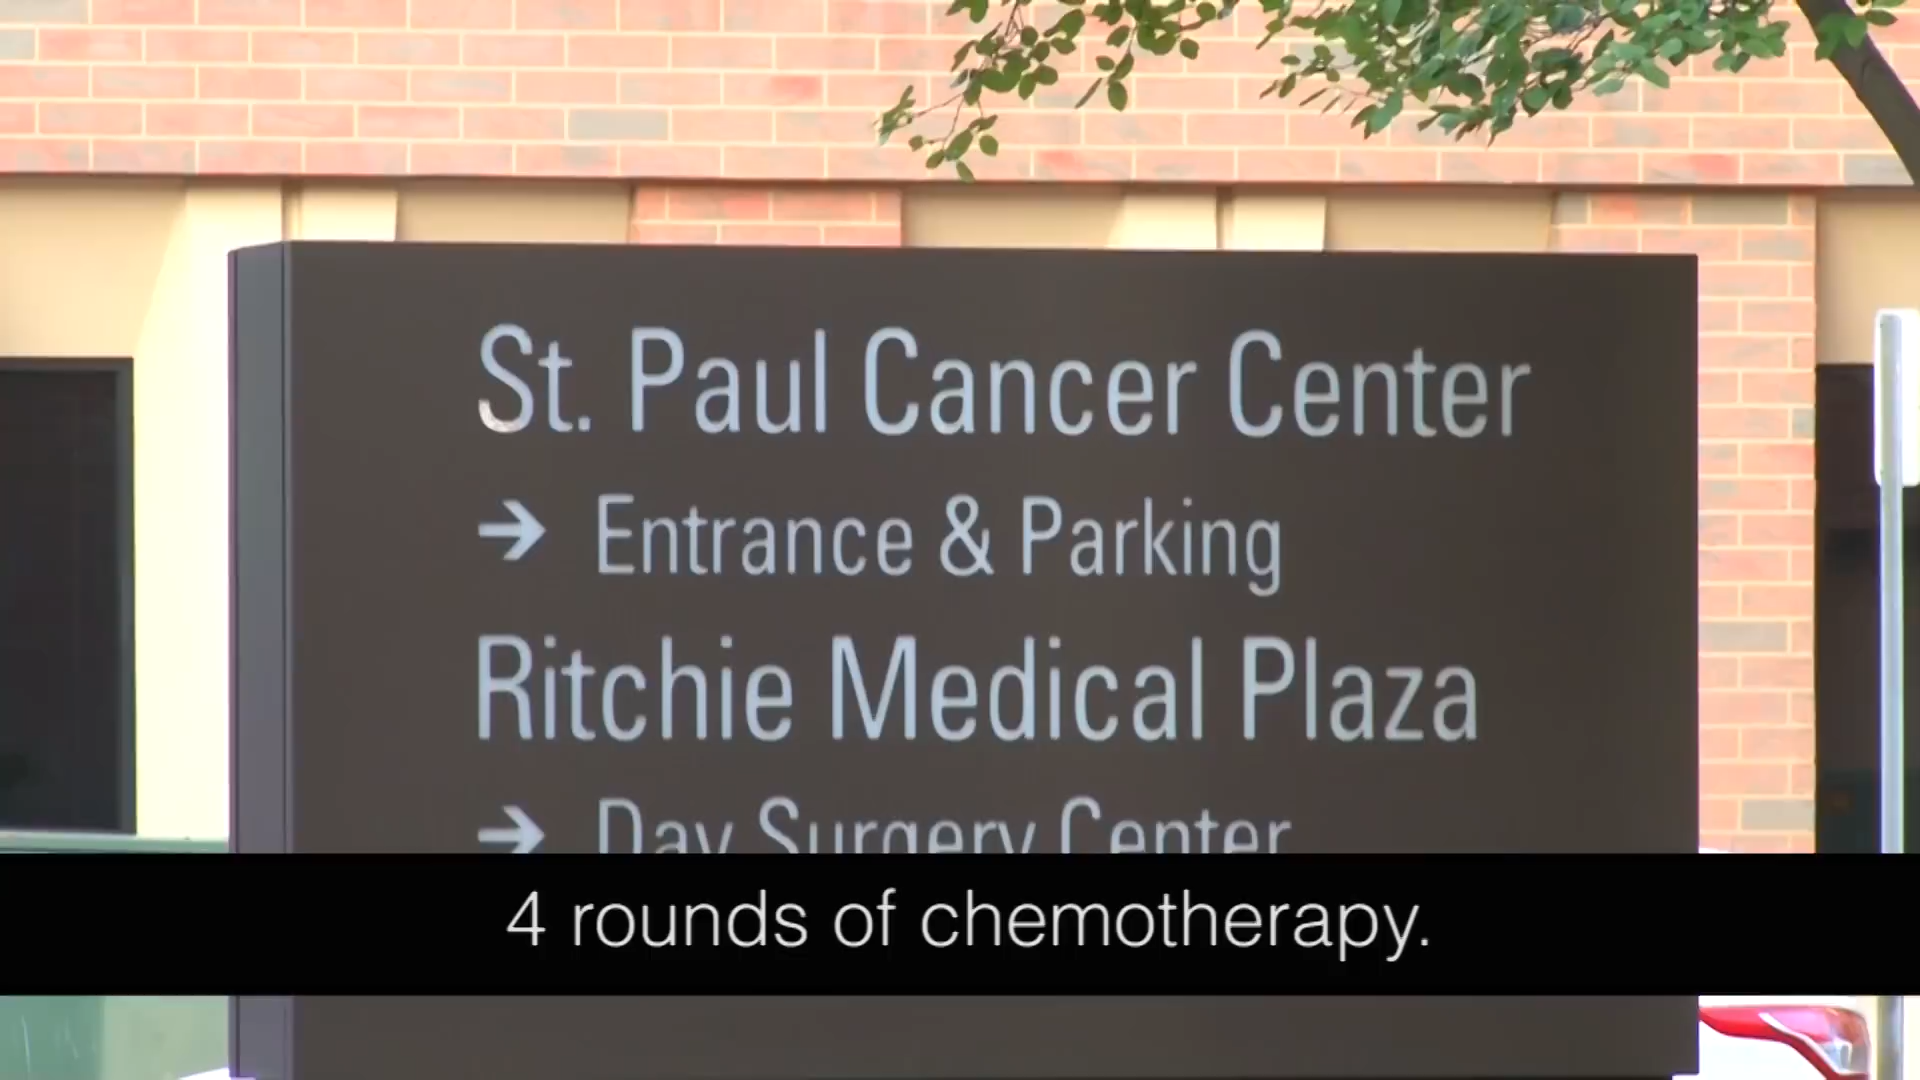 St. Paul Cancer Center
→ Entrance & Parking
Ritchie Medical Plaza
→ Day Surgery Center
4 rounds of chemotherapy.